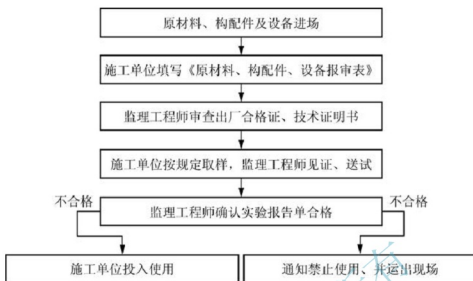 原材料、构配件及设备进场
施工单位填写《原材料、构配件、设备报审表》
监理工程师审查出厂合格证、技术证明书
施工单位按规定取样，监理工程师见证、送试
不合格
不合格
监理工程师确认实验报告单合格
施工单位投入使用
通知禁止使用、并运出现场